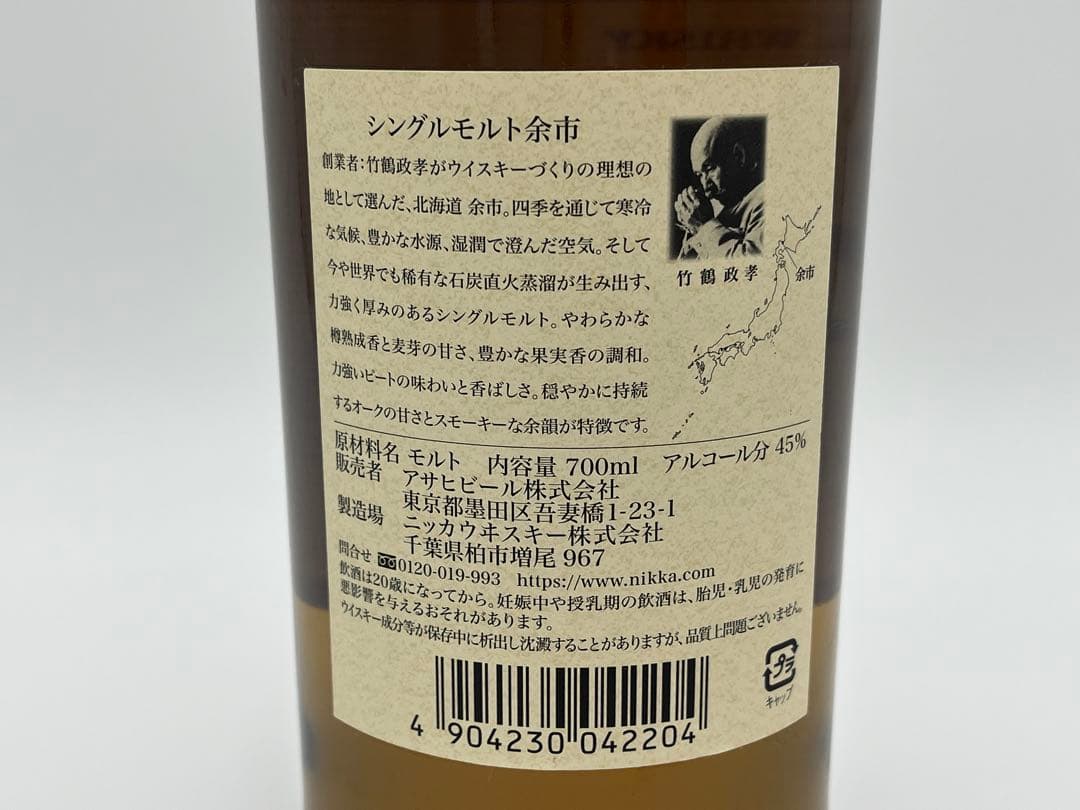 シングルモルト余市
創業者:竹鶴政孝がウイスキーづくりの理想の
地として選んだ、北海道 余市。四季を通じて寒冷
な気候、豊かな水源、湿潤で澄んだ空気。そして
今や世界でも稀有な石炭直火蒸溜が生み出す、
力強く厚みのあるシングルモルト。やわらかな
樽熟成香と麦芽の甘さ、豊かな果実香の調和。
力強いピートの味わいと香ばしさ。穏やかに持続
するオークの甘さとスモーキーな余韻が特徴です。
竹鶴政孝
余市
原材料名 モルト 内容量 700ml アルコール分 45%
販売者 アサヒビール株式会社
東京都墨田区吾妻橋1-23-1
製造場 ニッカウヰスキー株式会社
千葉県柏市増尾 967
問合せ 0120-019-993 https://www.nikka.com
飲酒は20歳になってから。妊娠中や授乳期の飲酒は、胎児・乳児の発育に
悪影響を与えるおそれがあります。
ウイスキー成分等が保存中に析出し沈澱することがありますが、品質上問題ございません。
プラ
キャップ
4 904230 042204